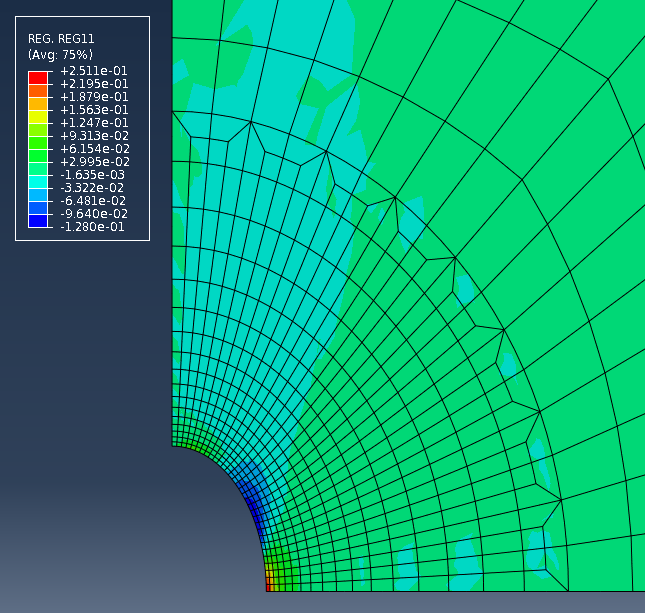 REG. REG11
(Avg: 75%)
+2.511e-01
+2.195e-01
+1.879e-01
+1.563e-01
+1.247e-01
+9.313e-02
+6.154e-02
+2.995e-02
-1.635e-03
-3.322e-02
-6.481e-02
-9.640e-02
-1.280e-01